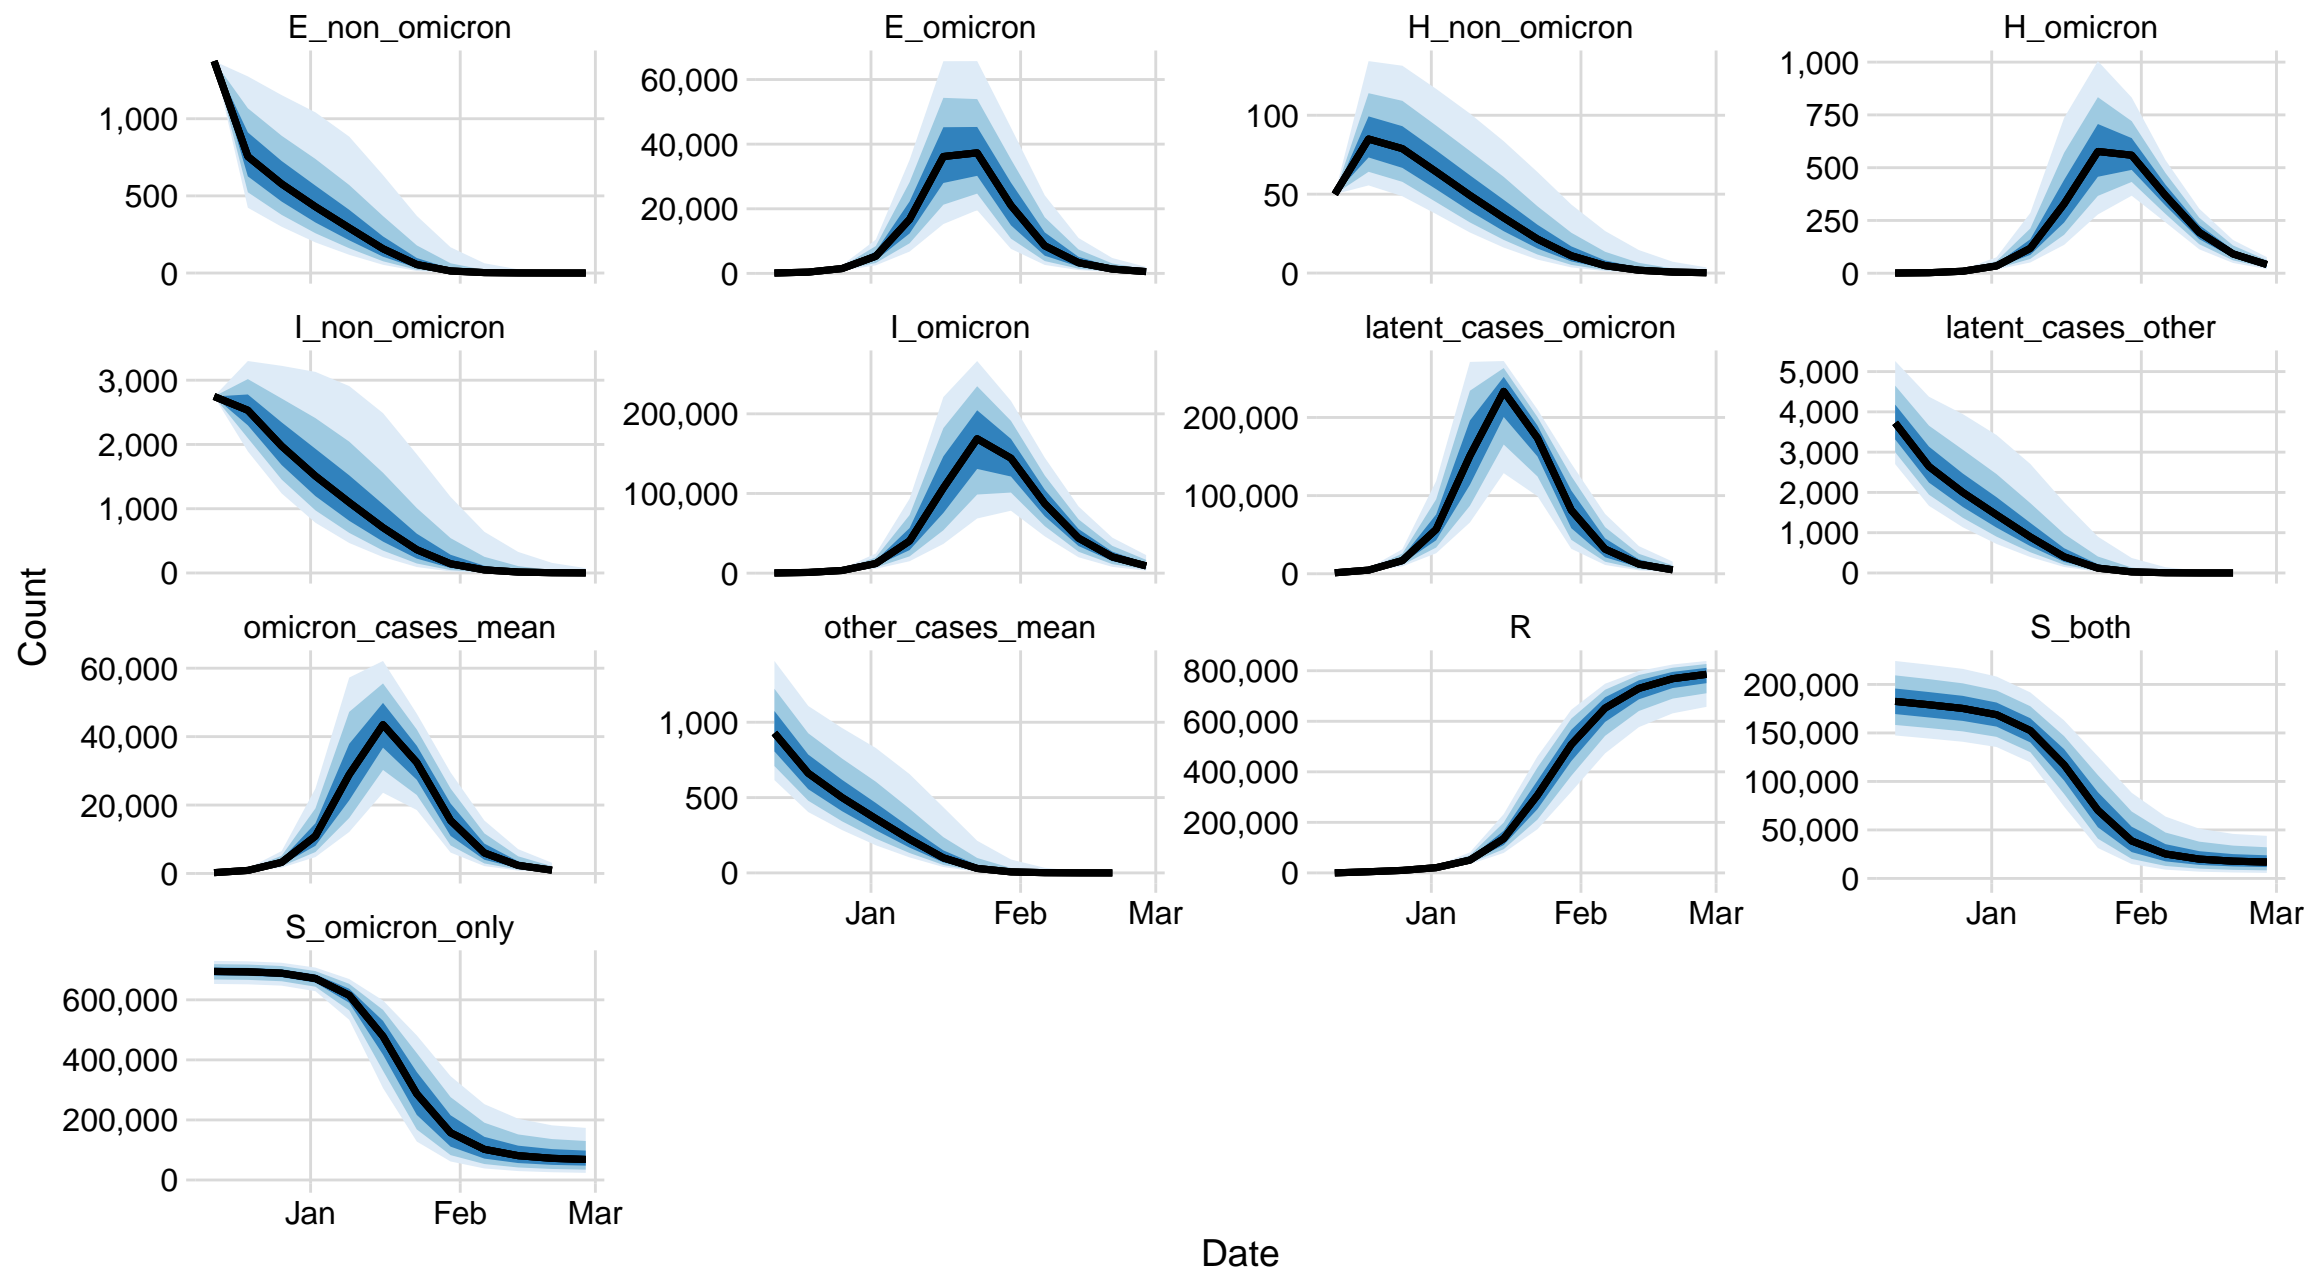 E_non_omicron E_omicron H_non_omicron H_omicron
1,000 500 0
60,000 40,000 20,000 0
100 50 0
1,000 750 500 250 0
I_non_omicron I_omicron latent_cases_omicron latent_cases_other
3,000 2,000 1,000 0
200,000 100,000 0
200,000 100,000 0
5,000 4,000 3,000 2,000 1,000 0
Count
omicron_cases_mean other_cases_mean R S_both
60,000 40,000 20,000 0
1,000 500 0
800,000 600,000 400,000 200,000 0
200,000 150,000 100,000 50,000 0
Jan Feb Mar Jan Feb Mar Jan Feb Mar
S_omicron_only
600,000 400,000 200,000 0
Jan Feb Mar
Date